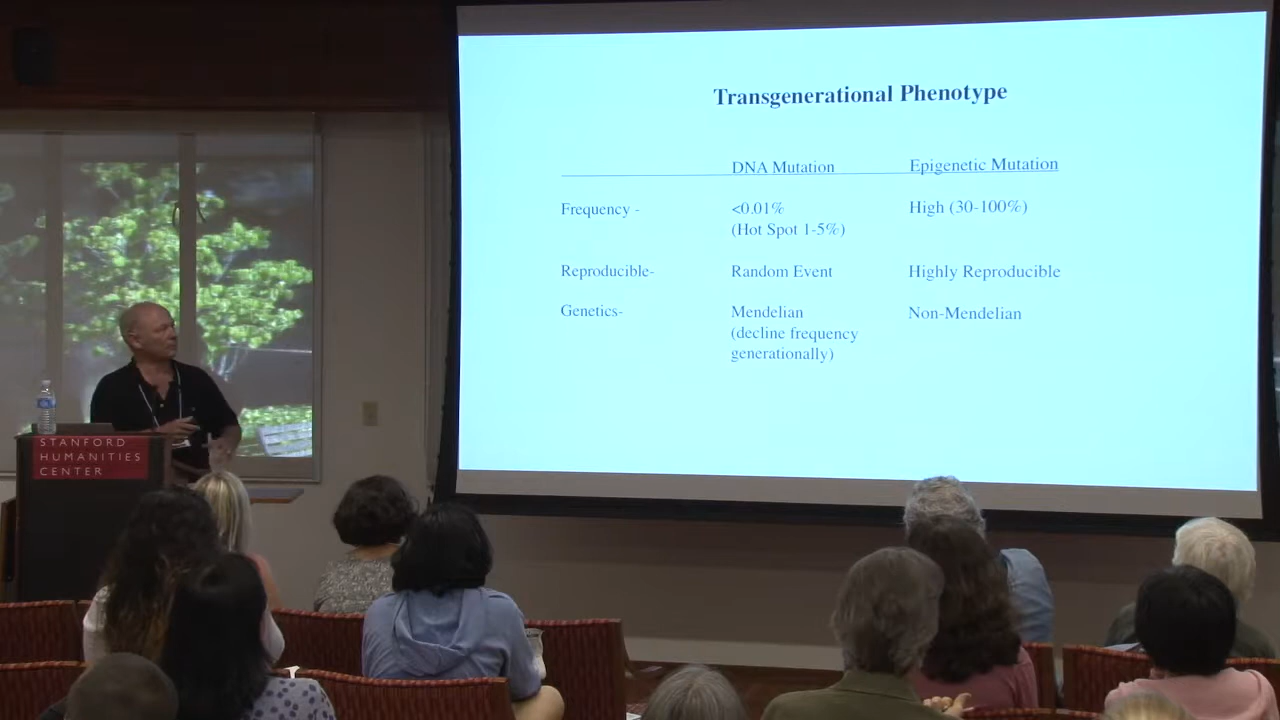 Transgenerational Phenotype
DNA Mutation Epigenetic Mutation
Frequency - <0.01% High (30-100%)
(Hot Spot 1-5%)
Reproducible- Random Event Highly Reproducible
Genetics- Mendelian Non-Mendelian
(decline frequency
generationally)
STANFORD
HUMANITIES
CENTER